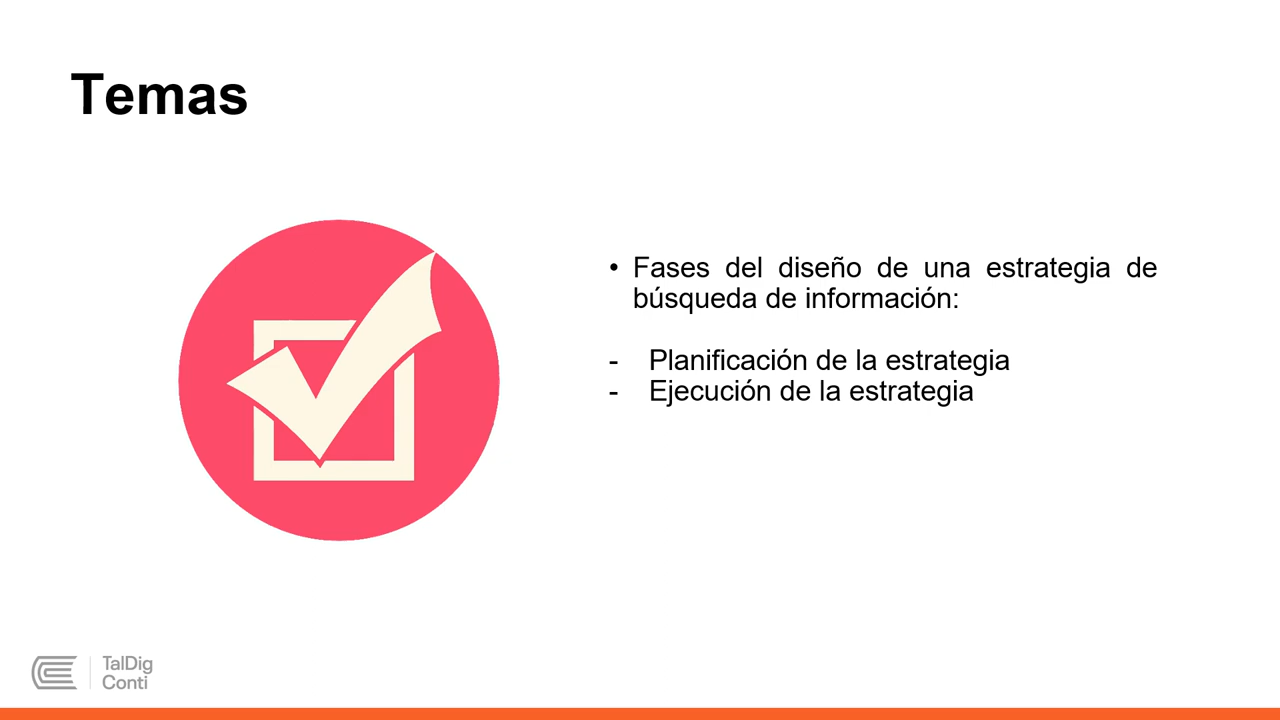 Temas
• Fases del diseño de una estrategia de
búsqueda de información:
- Planificación de la estrategia
- Ejecución de la estrategia
TalDig
Conti